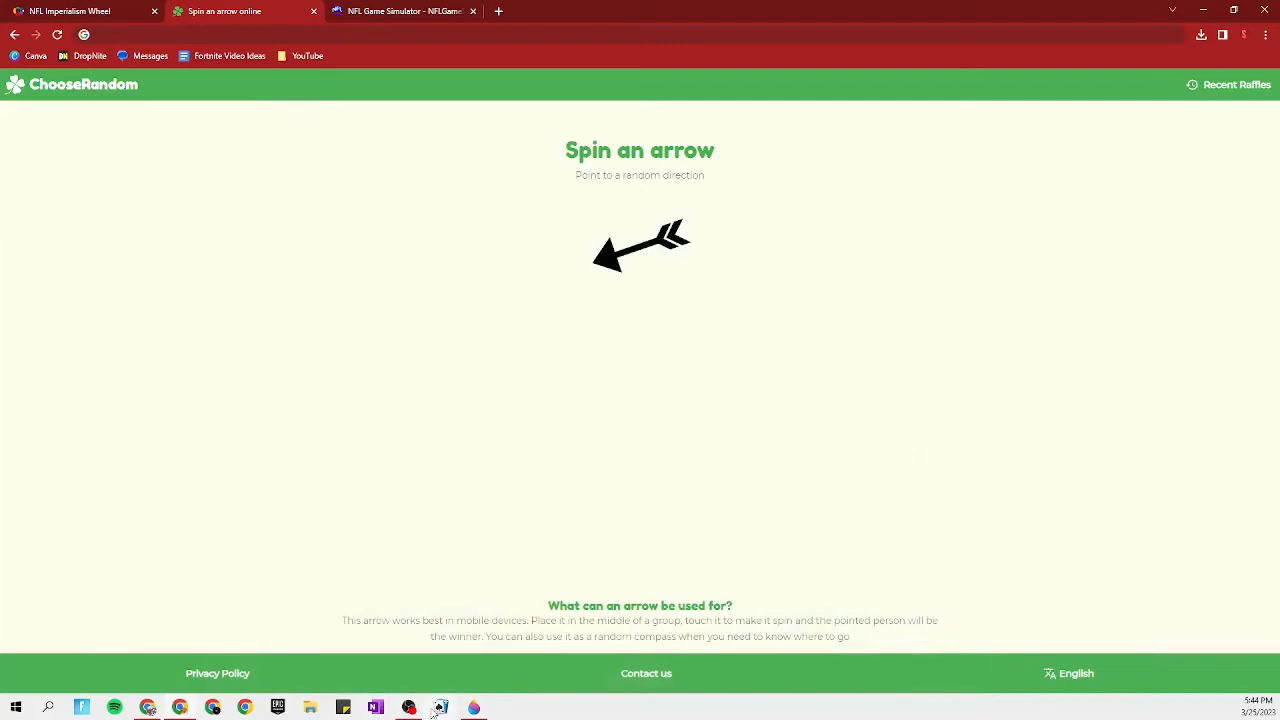 NFL Imperialism Wheel
Spin an arrow online
NFL Game Simulator - NFLGame
Canva
DropNite
Messages
Fortnite Video Ideas
YouTube
ChooseRandom
Recent Raffles
Spin an arrow
Point to a random direction
What can an arrow be used for?
This arrow works best in mobile devices. Place it in the middle of a group, touch it to make it spin and the pointed person will be
the winner. You can also use it as a random compass when you need to know where to go
Privacy Policy
Contact us
English
5:44 PM
3/25/2023